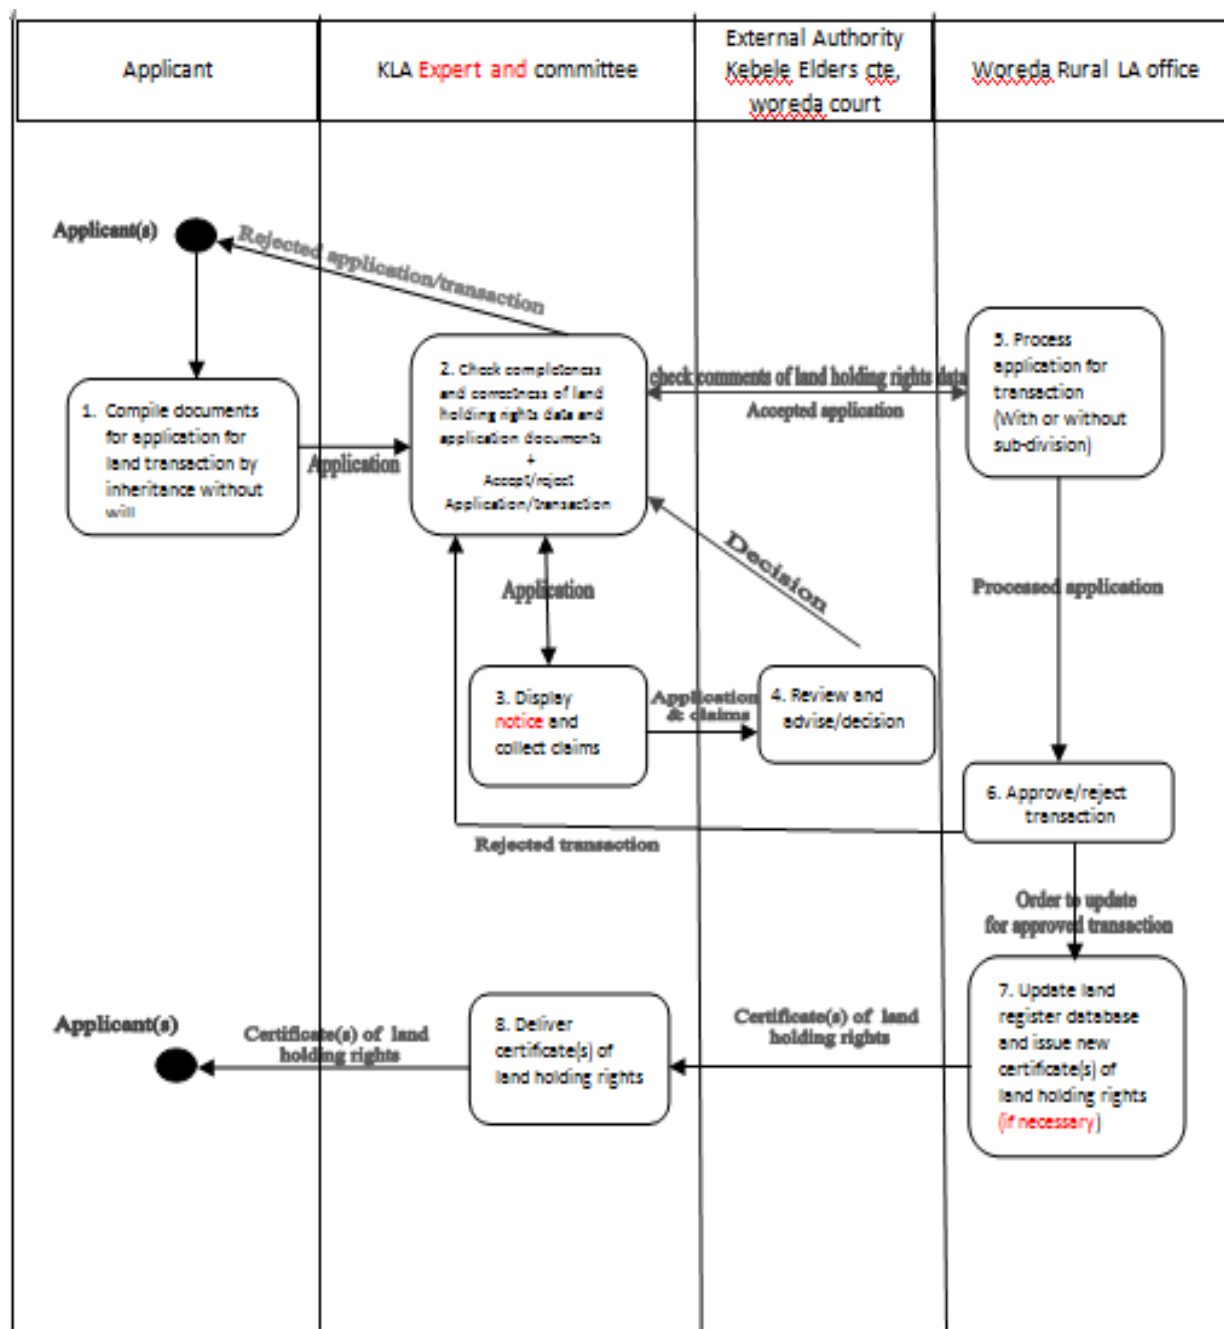 Applicant
KLA Expert and committee
External Authority
Kebele Elders cte,
woreda court
Woreda Rural LA office
Applicant(s)
Rejected application/transaction
1. Compile documents
for application for
land transaction by
inheritance without
will
Application
2. Check completeness
and correctness of land
holding rights data and
application documents
+
Accept/reject
Application/transaction
check comments of land holding rights data
Accepted application
5. Process
application for
transaction
(With or without
sub-division)
Application
Decision
Processed application
3. Display
notice and
collect claims
Application
& claims
4. Review and
advise/decision
6. Approve/reject
transaction
Rejected transaction
Order to update
for approved transaction
Applicant(s)
Certificate(s) of land
holding rights
8. Deliver
certificate(s) of
land holding rights
Certificate(s) of land
holding rights
7. Update land
register database
and issue new
certificate(s) of
land holding rights
(if necessary)